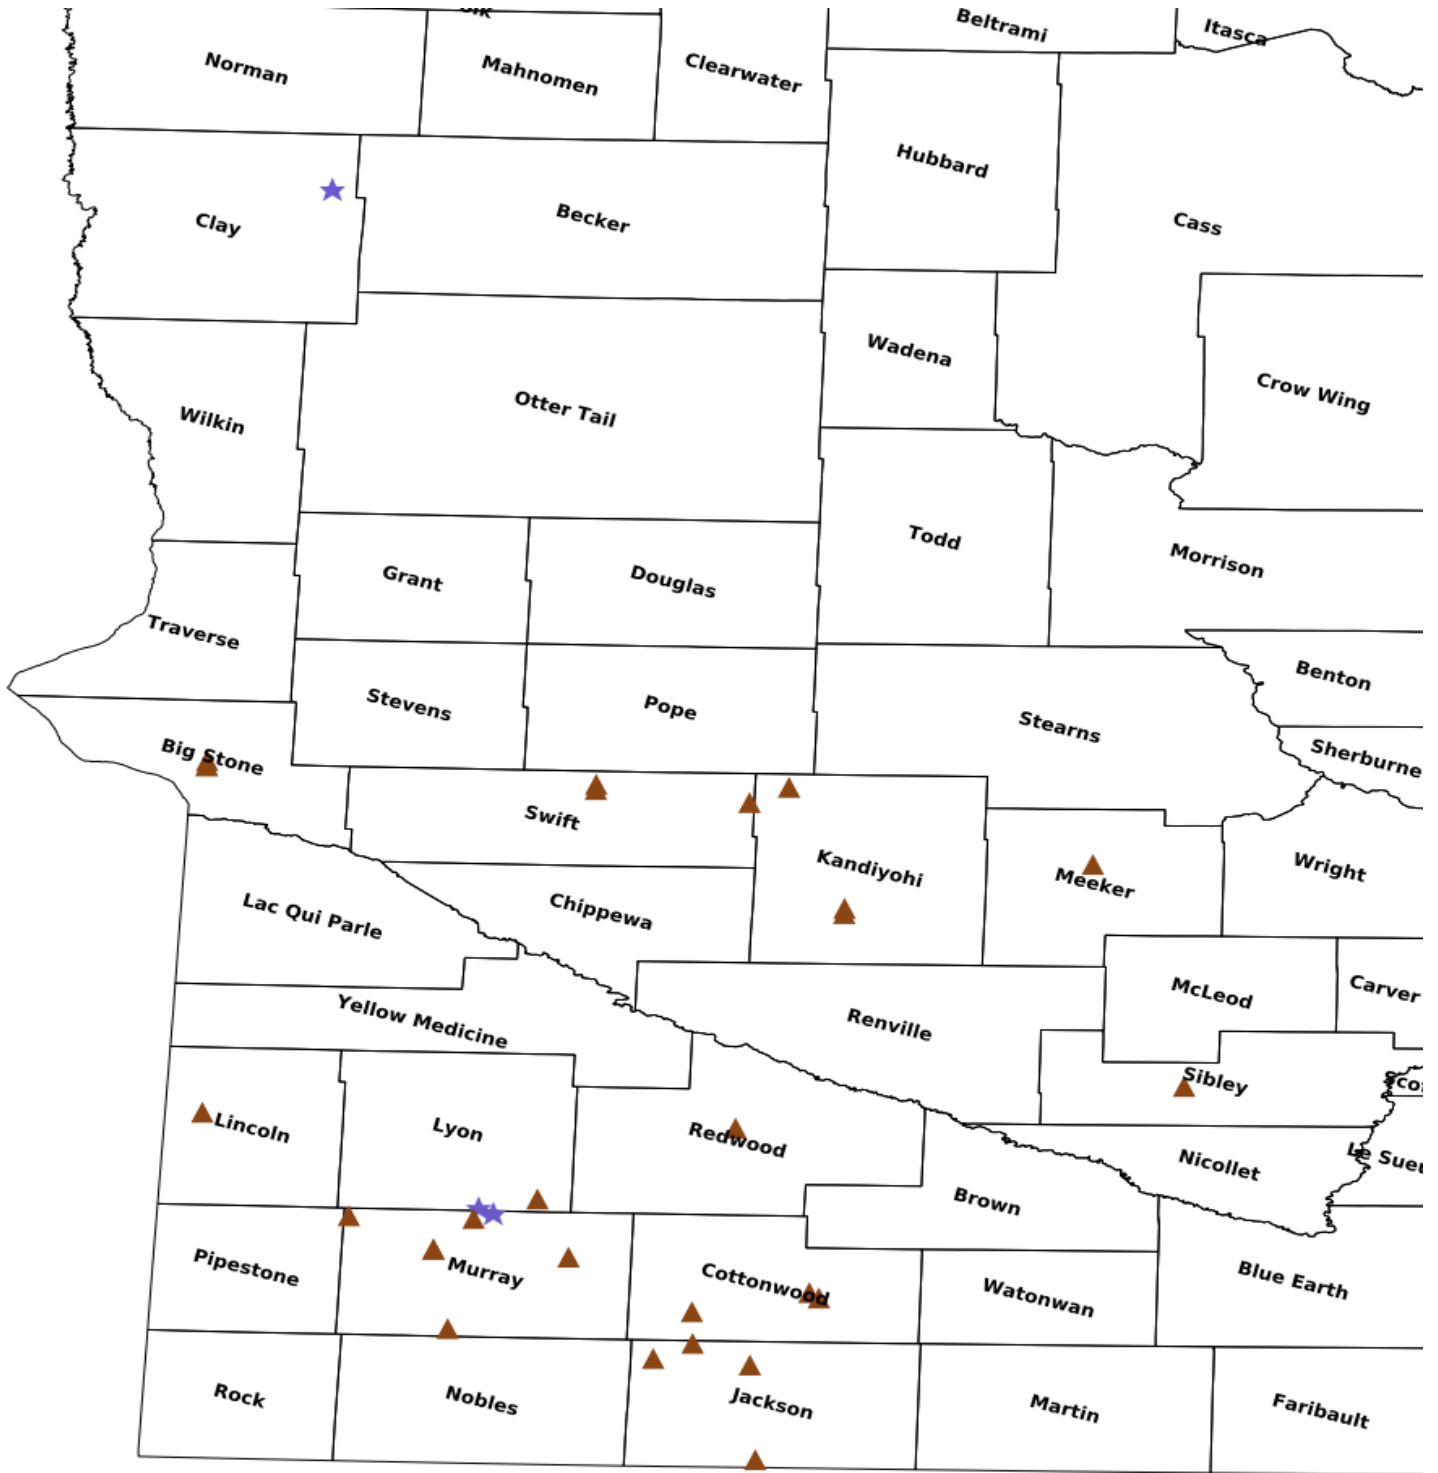 Beltrami
Itasca
Norman
Mahnomen
Clearwater
Hubbard
Clay
Becker
Cass
Wadena
Crow Wing
Wilkin
Otter Tail
Todd
Morrison
Grant
Douglas
Traverse
Benton
Stevens
Pope
Stearns
Big Stone
Sherburne
Swift
Kandiyohi
Meeker
Wright
Lac Qui Parle
Chippewa
McLeod
Carver
Yellow Medicine
Renville
Sibley
Sco
Lincoln
Lyon
Redwood
Nicollet
Le Sueu
Brown
Pipestone
Murray
Cottonwood
Watonwan
Blue Earth
Rock
Nobles
Jackson
Martin
Faribault